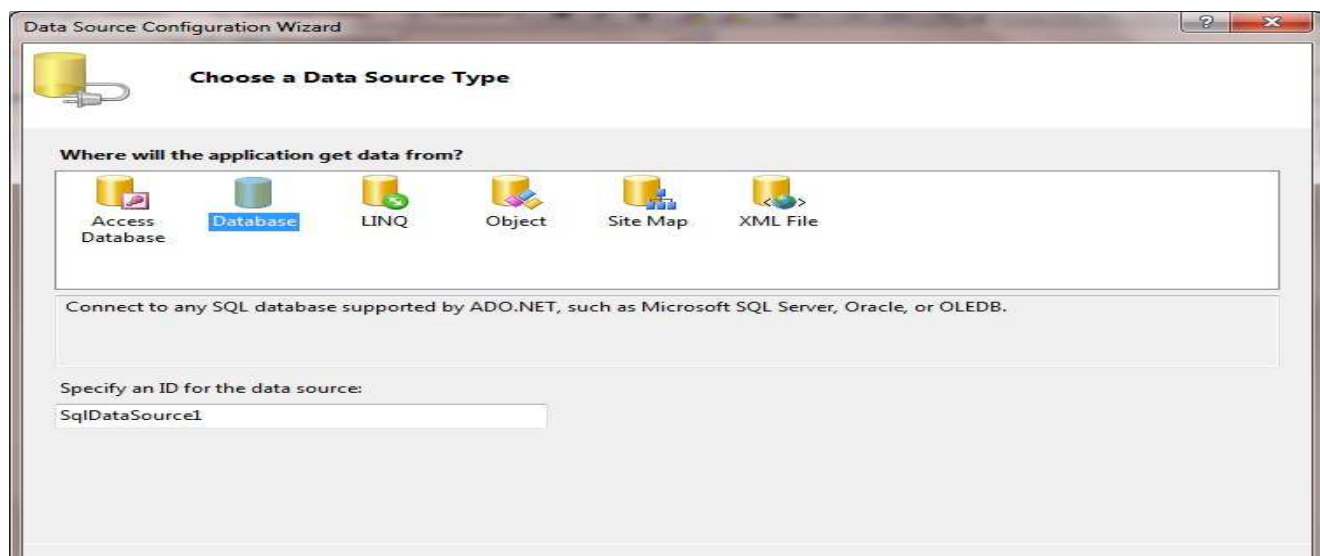 Data Source Configuration Wizard
?
Choose a Data Source Type
Where will the application get data from?
Access Database
Database
LINQ
Object
Site Map
XML File
Connect to any SQL database supported by ADO.NET, such as Microsoft SQL Server, Oracle, or OLEDB.
Specify an ID for the data source:
SqlDataSource1